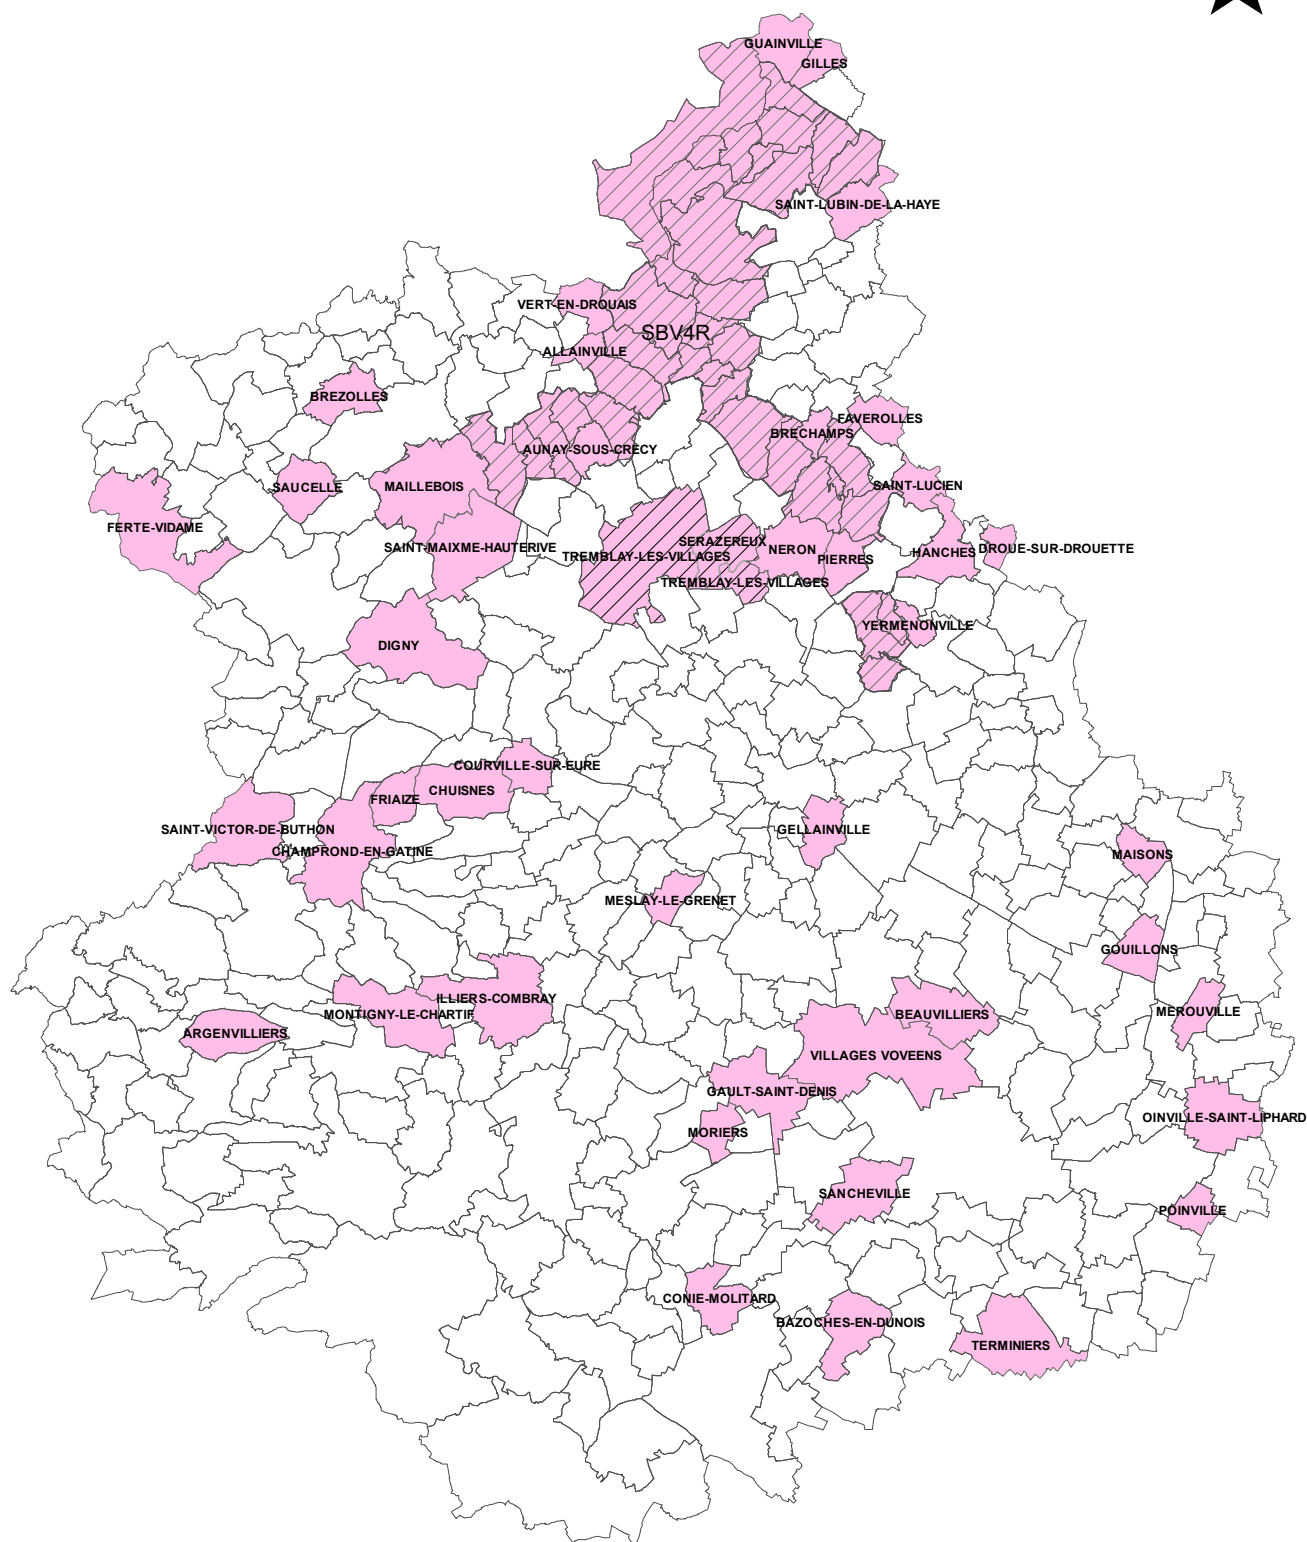 GUAINVILLE
GILLES
SAINT-LUBIN-DE-LA-HAYE
VERT-EN-DROUAIS
SBV4R
ALLAINVILLE
BREZOLLES
FAVEROLLES
BRECHAMPS
AUNAY-SOUS-CRECY
SAUCELLE
MAILLEBOIS
SAINT-LUCIEN
FERTE-VIDAME
SAINT-MAIXME-HAUTERIVE
SERAZEREUX
TREMBLAY-LES-VILLAGES
NERON
PIERRES
HANCHES
DROUE-SUR-DROUETTE
TREMBLAY-LES-VILLAGES
YERMENONVILLE
DIGNY
COURVILLE-SUR-EURE
CHUISNES
FRIAIZE
SAINT-VICTOR-DE-BUTHON
GELLAINVILLE
CHAMPROND-EN-GATINE
MAISONS
MESLAY-LE-GRENET
GOUILLONS
ILLIERS-COMBRAY
MONTIGNY-LE-CHARTIF
BEAUVILLIERS
MEROUVILLE
ARGENVILLIERS
VILLAGES VOVEENS
GAULT-SAINT-DENIS
OINVILLE-SAINT-LIPHARD
MORIERS
SANCHEVILLE
POINVILLE
CONIE-MOLITARD
BAZOCHES-EN-DUNOIS
TERMINIERS